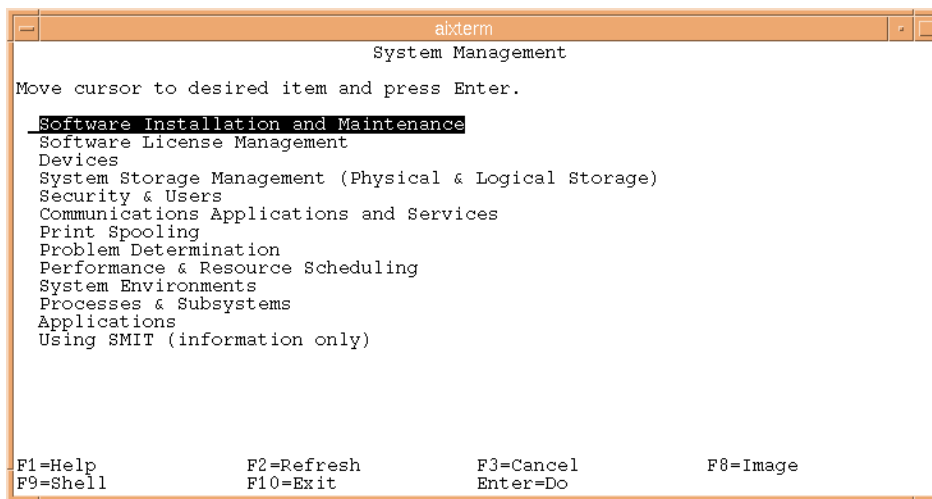 aixterm
System Management
Move cursor to desired item and press Enter.
Software Installation and Maintenance
Software License Management
Devices
System Storage Management (Physical & Logical Storage)
Security & Users
Communications Applications and Services
Print Spooling
Problem Determination
Performance & Resource Scheduling
System Environments
Processes & Subsystems
Applications
Using SMIT (information only)
F1=Help F2=Refresh F3=Cancel F8=Image
F9=Shell F10=Exit Enter=Do